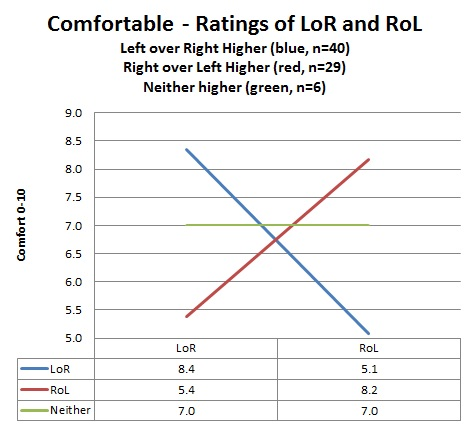 Comfortable - Ratings of LoR and RoL
Left over Right Higher (blue, n=40)
Right over Left Higher (red, n=29)
Neither higher (green, n=6)
Comfort 0-10
9.0
8.5
8.0
7.5
7.0
6.5
6.0
5.5
5.0
LoR RoL
LoR 8.4 5.1
RoL 5.4 8.2
Neither 7.0 7.0